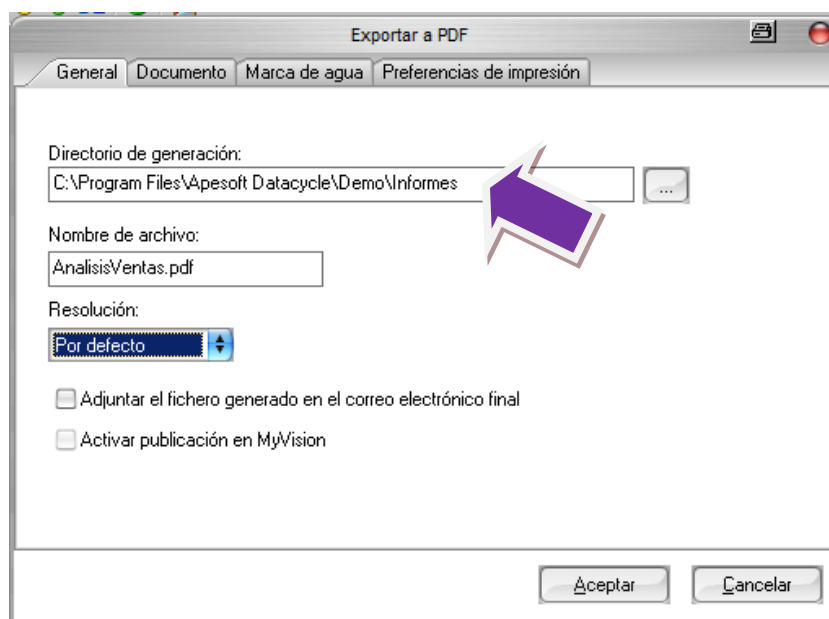 Exportar a PDF
General Documento Marca de agua Preferencias de impresión
Directorio de generación:
C:\Program Files\Apesoft Datacycle\Demo\Informes
...
Nombre de archivo:
AnalisisVentas.pdf
Resolución:
Por defecto
Adjuntar el fichero generado en el correo electrónico final
Activar publicación en MyVision
Aceptar Cancelar